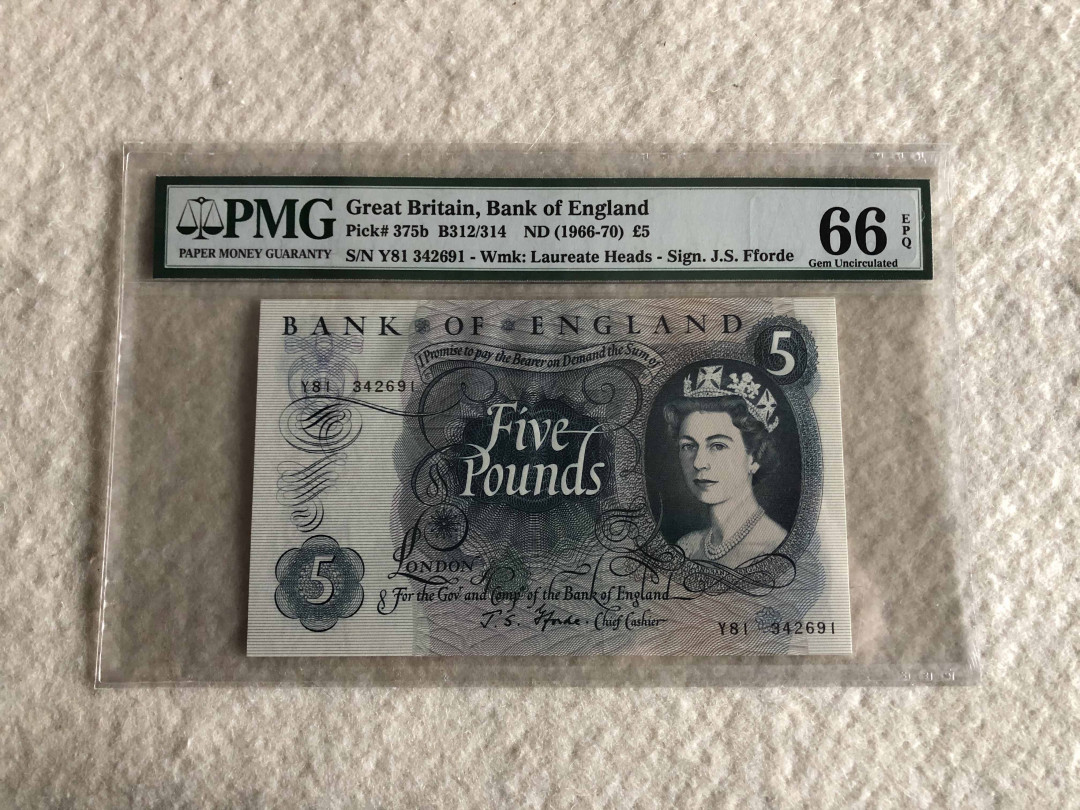 PMG
PAPER MONEY GUARANTY
Great Britain, Bank of England
Pick# 375b B312/314 ND (1966-70) £5
S/N Y81 342691 - Wmk: Laureate Heads - Sign. J.S. Fforde
66
EPQ
Gem Uncirculated
BANK OF ENGLAND
5
I Promise to pay the Bearer on Demand the Sum of
Y81 342691
Five
Pounds
LONDON
5
For the Govr and Compa of the Bank of England
J. S. Fforde. Chief Cashier
Y81 342691